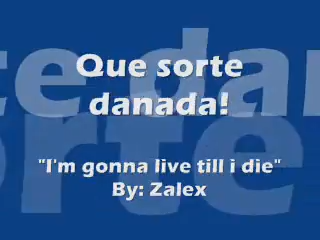 Que sorte
danada!
"I'm gonna live till i die"
By: Zalex